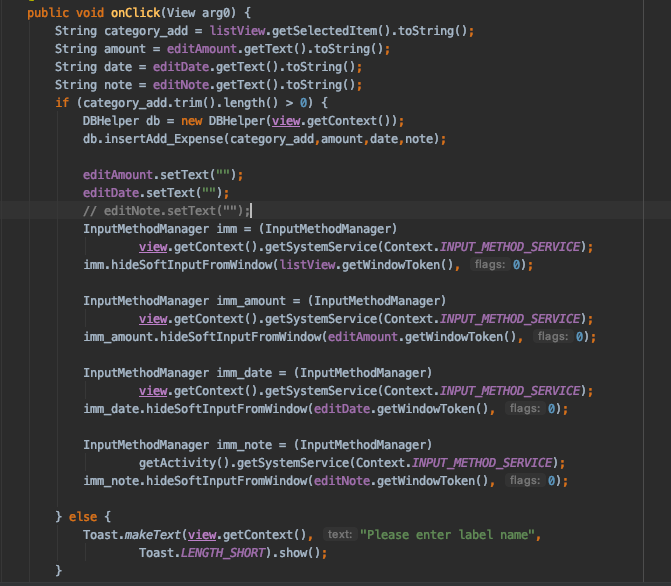 public void onClick(View arg0) {
String category_add = listView.getSelectedItem().toString();
String amount = editAmount.getText().toString();
String date = editDate.getText().toString();
String note = editNote.getText().toString();
if (category_add.trim().length() > 0) {
DBHelper db = new DBHelper(view.getContext());
db.insertAdd_Expense(category_add,amount,date,note);
editAmount.setText("");
editDate.setText("");
// editNote.setText("");
InputMethodManager imm = (InputMethodManager)
view.getContext().getSystemService(Context.INPUT_METHOD_SERVICE);
imm.hideSoftInputFromWindow(listView.getWindowToken(), flags: 0);
InputMethodManager imm_amount = (InputMethodManager)
view.getContext().getSystemService(Context.INPUT_METHOD_SERVICE);
imm_amount.hideSoftInputFromWindow(editAmount.getWindowToken(), flags: 0);
InputMethodManager imm_date = (InputMethodManager)
view.getContext().getSystemService(Context.INPUT_METHOD_SERVICE);
imm_date.hideSoftInputFromWindow(editDate.getWindowToken(), flags: 0);
InputMethodManager imm_note = (InputMethodManager)
getActivity().getSystemService(Context.INPUT_METHOD_SERVICE);
imm_note.hideSoftInputFromWindow(editNote.getWindowToken(), flags: 0);
} else {
Toast.makeText(view.getContext(), text: "Please enter label name",
Toast.LENGTH_SHORT).show();
}